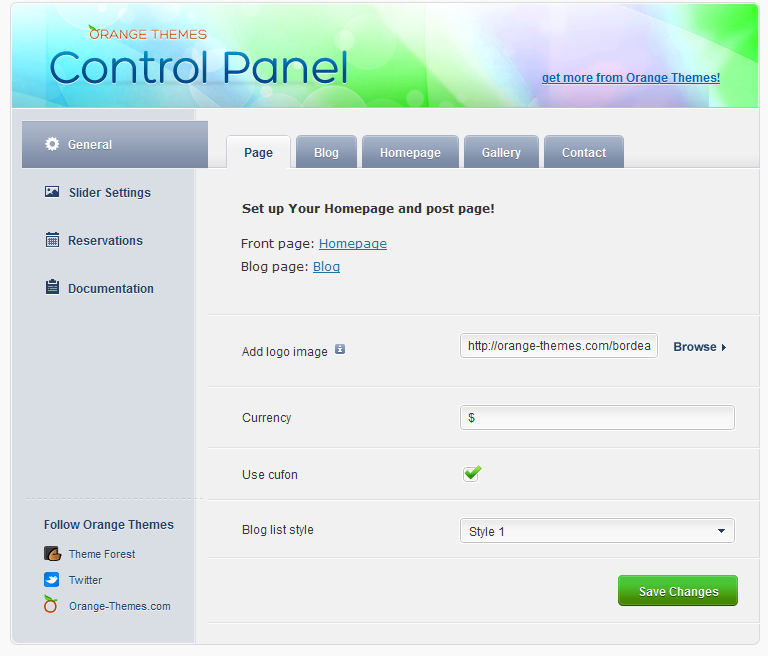 ORANGE THEMES
Control Panel
get more from Orange Themes!
General
Slider Settings
Reservations
Documentation
Page Blog Homepage Gallery Contact
Set up Your Homepage and post page!
Front page: Homepage
Blog page: Blog
Add logo image
http://orange-themes.com/bordea Browse
Currency $
Use cufon
Blog list style Style 1
Save Changes
Follow Orange Themes
Theme Forest
Twitter
Orange-Themes.com